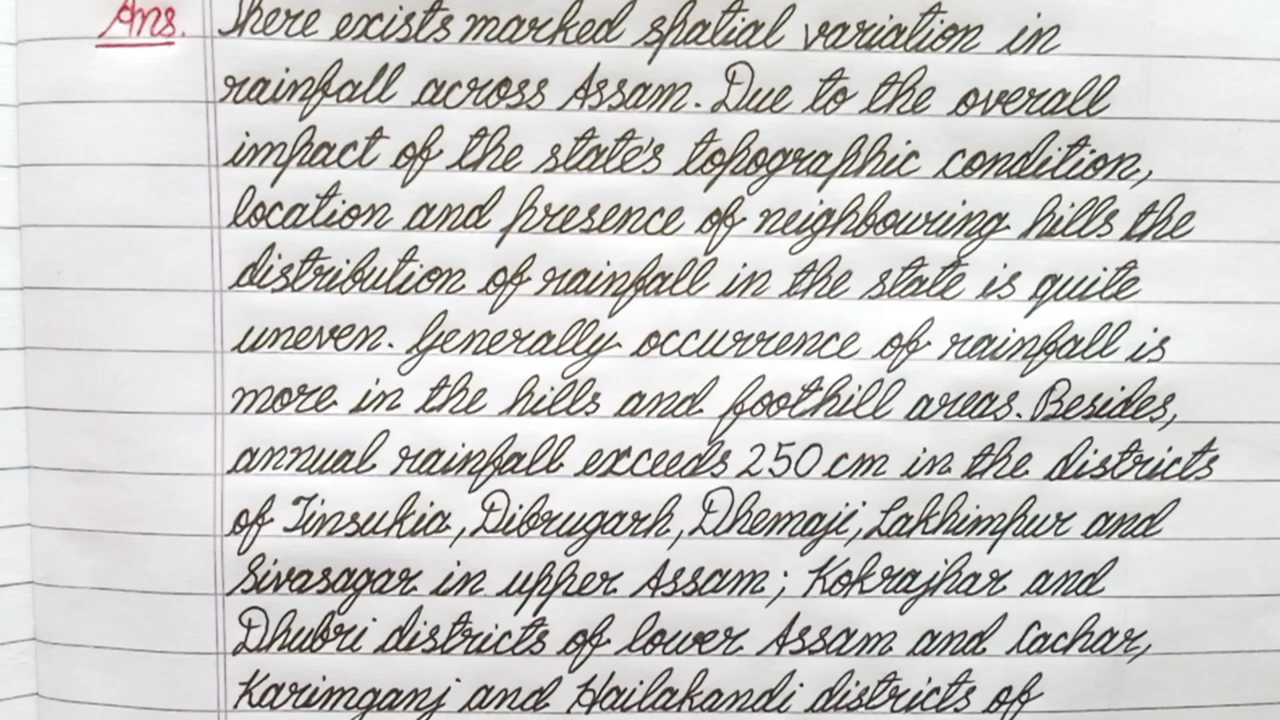 Ans. There exists marked spatial variation in
rainfall across Assam. Due to the overall
impact of the state's topographic condition,
location and presence of neighbouring hills the
distribution of rainfall in the state is quite
uneven. Generally occurrence of rainfall is
more in the hills and foothill areas. Besides,
annual rainfall exceeds 250 cm in the districts
of Tinsukia, Dibrugarh, Dhemaji, Lakhimpur and
Sivasagar in upper Assam; Kokrajhar and
Dhubri districts of lower Assam and Cachar,
Karimganj and Hailakandi districts of